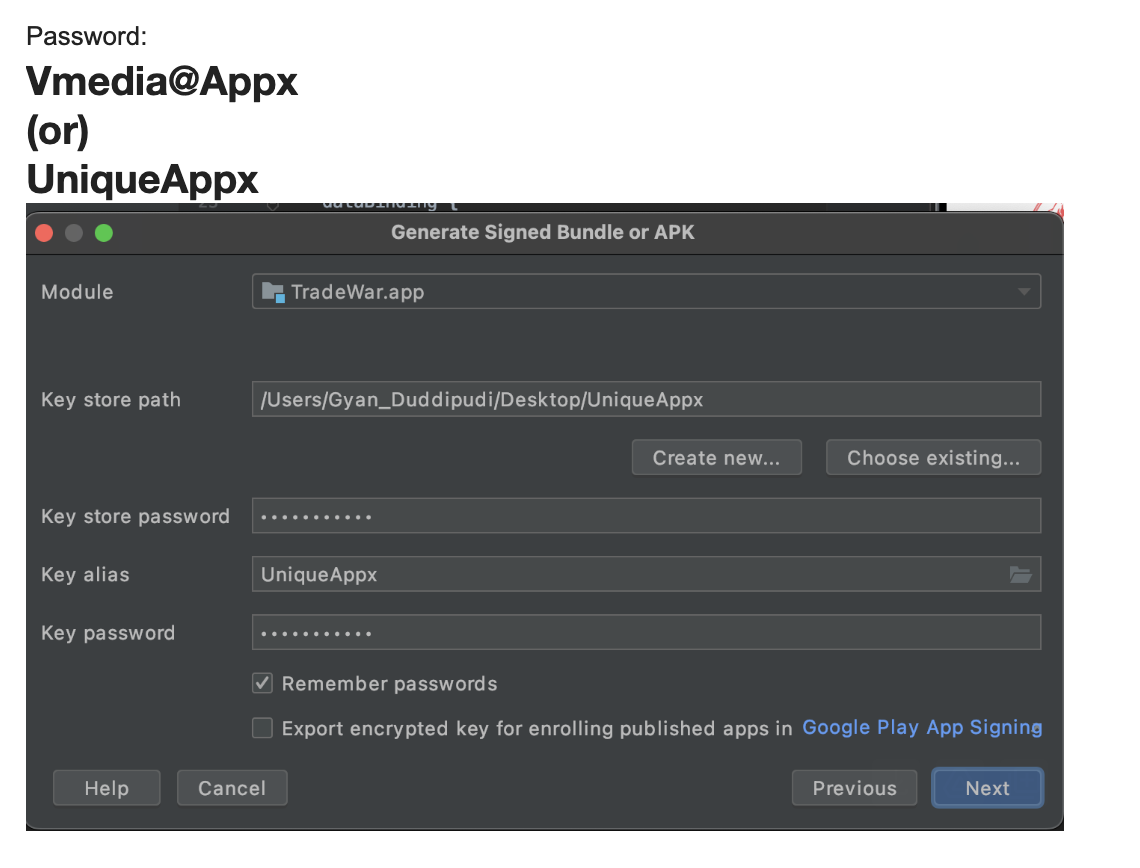 Password:
Vmedia@Appx
(or)
UniqueAppx
25 dataBinding {
Generate Signed Bundle or APK
Module TradeWar.app
Key store path /Users/Gyan_Duddipudi/Desktop/UniqueAppx
Create new... Choose existing...
Key store password •••••••••••
Key alias UniqueAppx
Key password •••••••••••
Remember passwords
Export encrypted key for enrolling published apps in Google Play App Signing
Help Cancel Previous Next